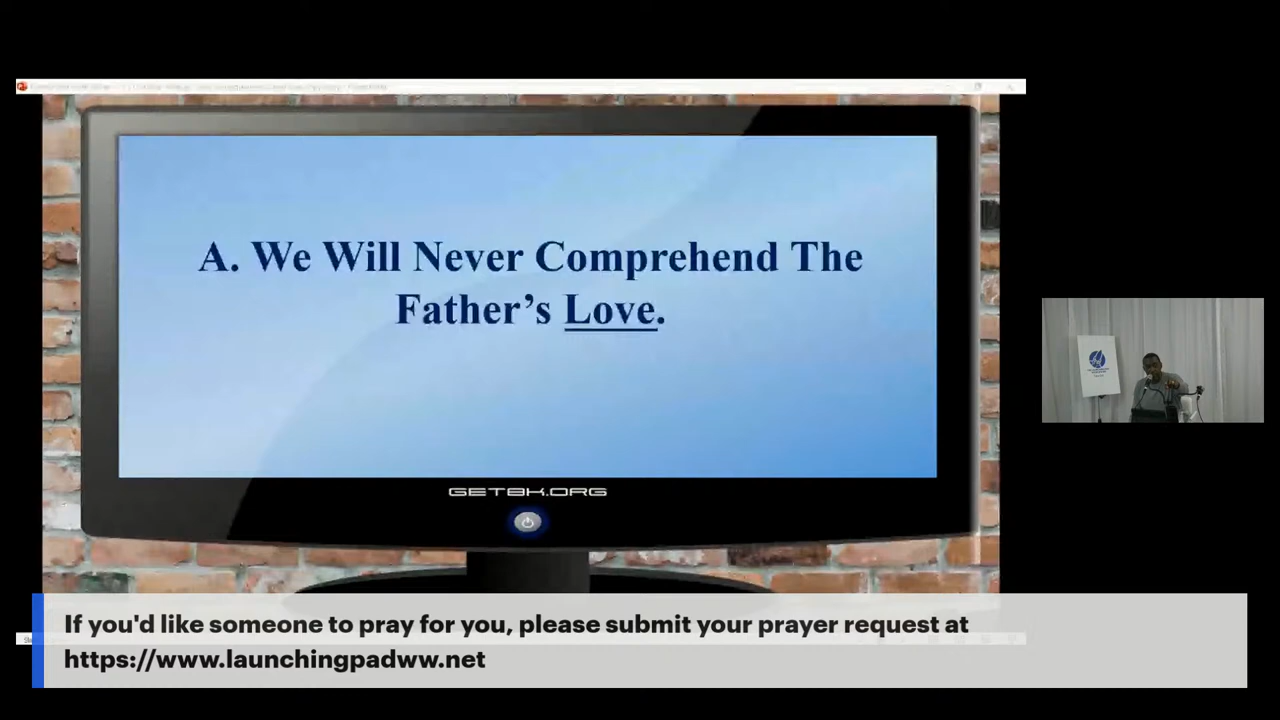 A. We Will Never Comprehend The
Father's Love.
GETBK.ORG
If you'd like someone to pray for you, please submit your prayer request at
https://www.launchingpadww.net